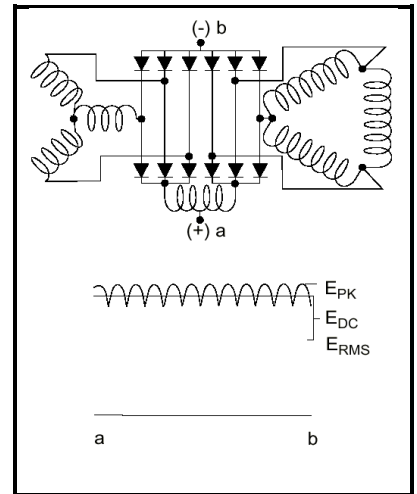 (-) b
(+) a
E_PK
E_DC
E_RMS
a b